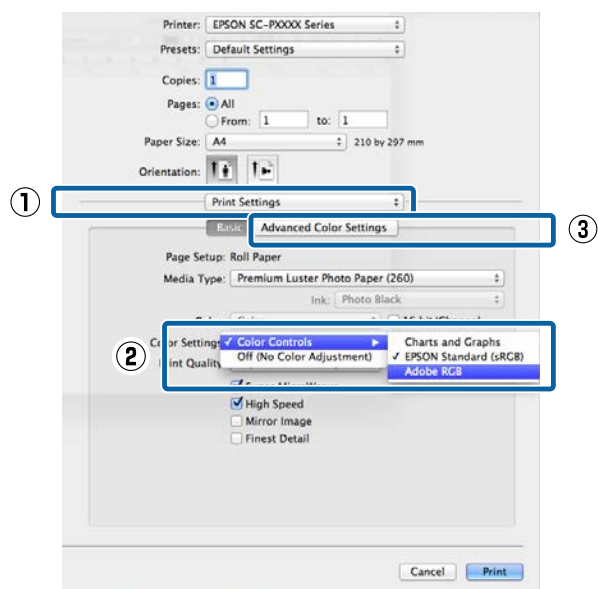 Printer: EPSON SC-PXXXX Series
Presets: Default Settings
Copies: 1
Pages: All
From: 1 to: 1
Paper Size: A4 210 by 297 mm
Orientation:
① Print Settings
Basic Advanced Color Settings ③
Page Setup: Roll Paper
Media Type: Premium Luster Photo Paper (260)
Ink: Photo Black
Color Settings ✓ Color Controls ▶ Charts and Graphs
② Off (No Color Adjustment) ✓ EPSON Standard (sRGB)
Print Quality Adobe RGB
High Speed
Mirror Image
Finest Detail
Cancel Print